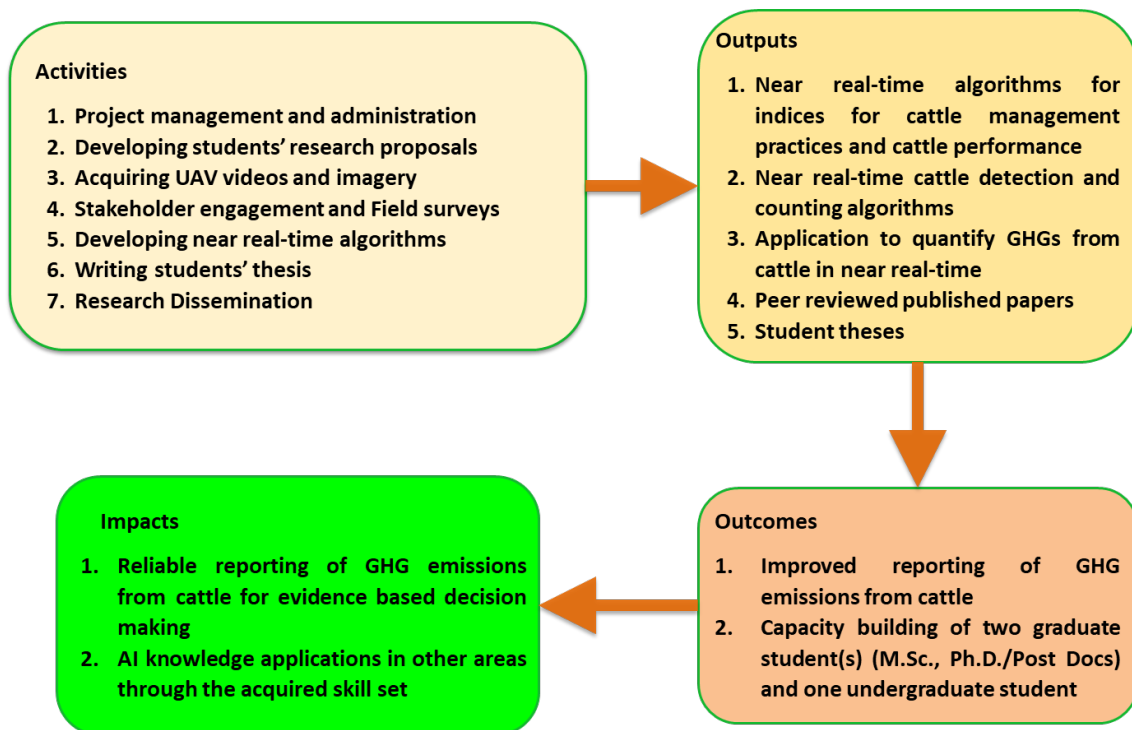 Activities
1. Project management and administration
2. Developing students' research proposals
3. Acquiring UAV videos and imagery
4. Stakeholder engagement and Field surveys
5. Developing near real-time algorithms
6. Writing students' thesis
7. Research Dissemination
Outputs
1. Near real-time algorithms for
indices for cattle management
practices and cattle performance
2. Near real-time cattle detection and
counting algorithms
3. Application to quantify GHGs from
cattle in near real-time
4. Peer reviewed published papers
5. Student theses
Outcomes
1. Improved reporting of GHG
emissions from cattle
2. Capacity building of two graduate
student(s) (M.Sc., Ph.D./Post Docs)
and one undergraduate student
Impacts
1. Reliable reporting of GHG emissions
from cattle for evidence based decision
making
2. AI knowledge applications in other areas
through the acquired skill set